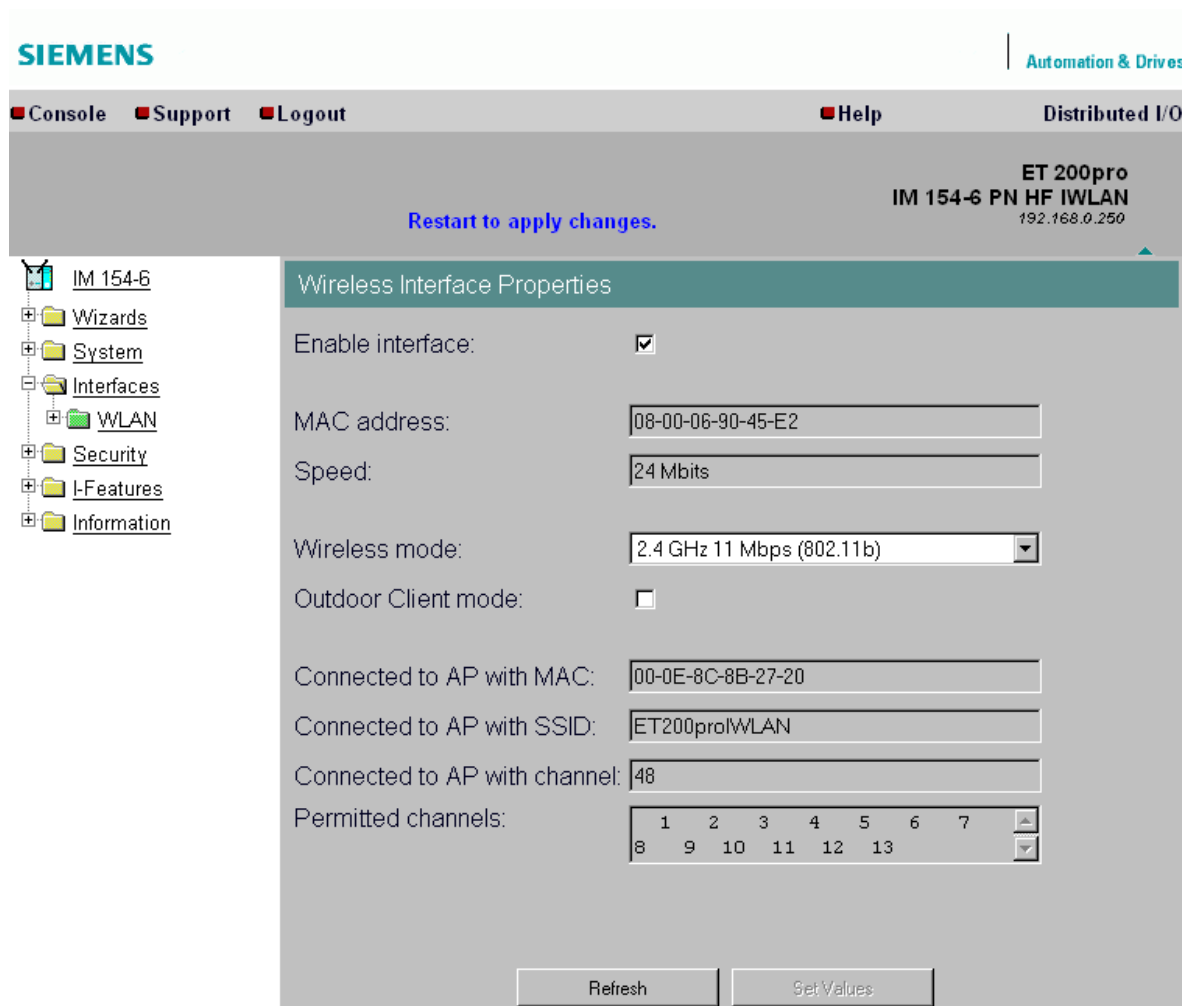 SIEMENS
Automation & Drives
Console Support Logout Help Distributed I/O
ET 200pro
IM 154-6 PN HF IWLAN
192.168.0.250
Restart to apply changes.
IM 154-6
Wizards
System
Interfaces
WLAN
Security
I-Features
Information
Wireless Interface Properties
Enable interface:
MAC address: 08-00-06-90-45-E2
Speed: 24 Mbits
Wireless mode: 2.4 GHz 11 Mbps (802.11b)
Outdoor Client mode:
Connected to AP with MAC: 00-0E-8C-8B-27-20
Connected to AP with SSID: ET200proIWLAN
Connected to AP with channel: 48
Permitted channels: 1 2 3 4 5 6 7
8 9 10 11 12 13
Refresh Set Values